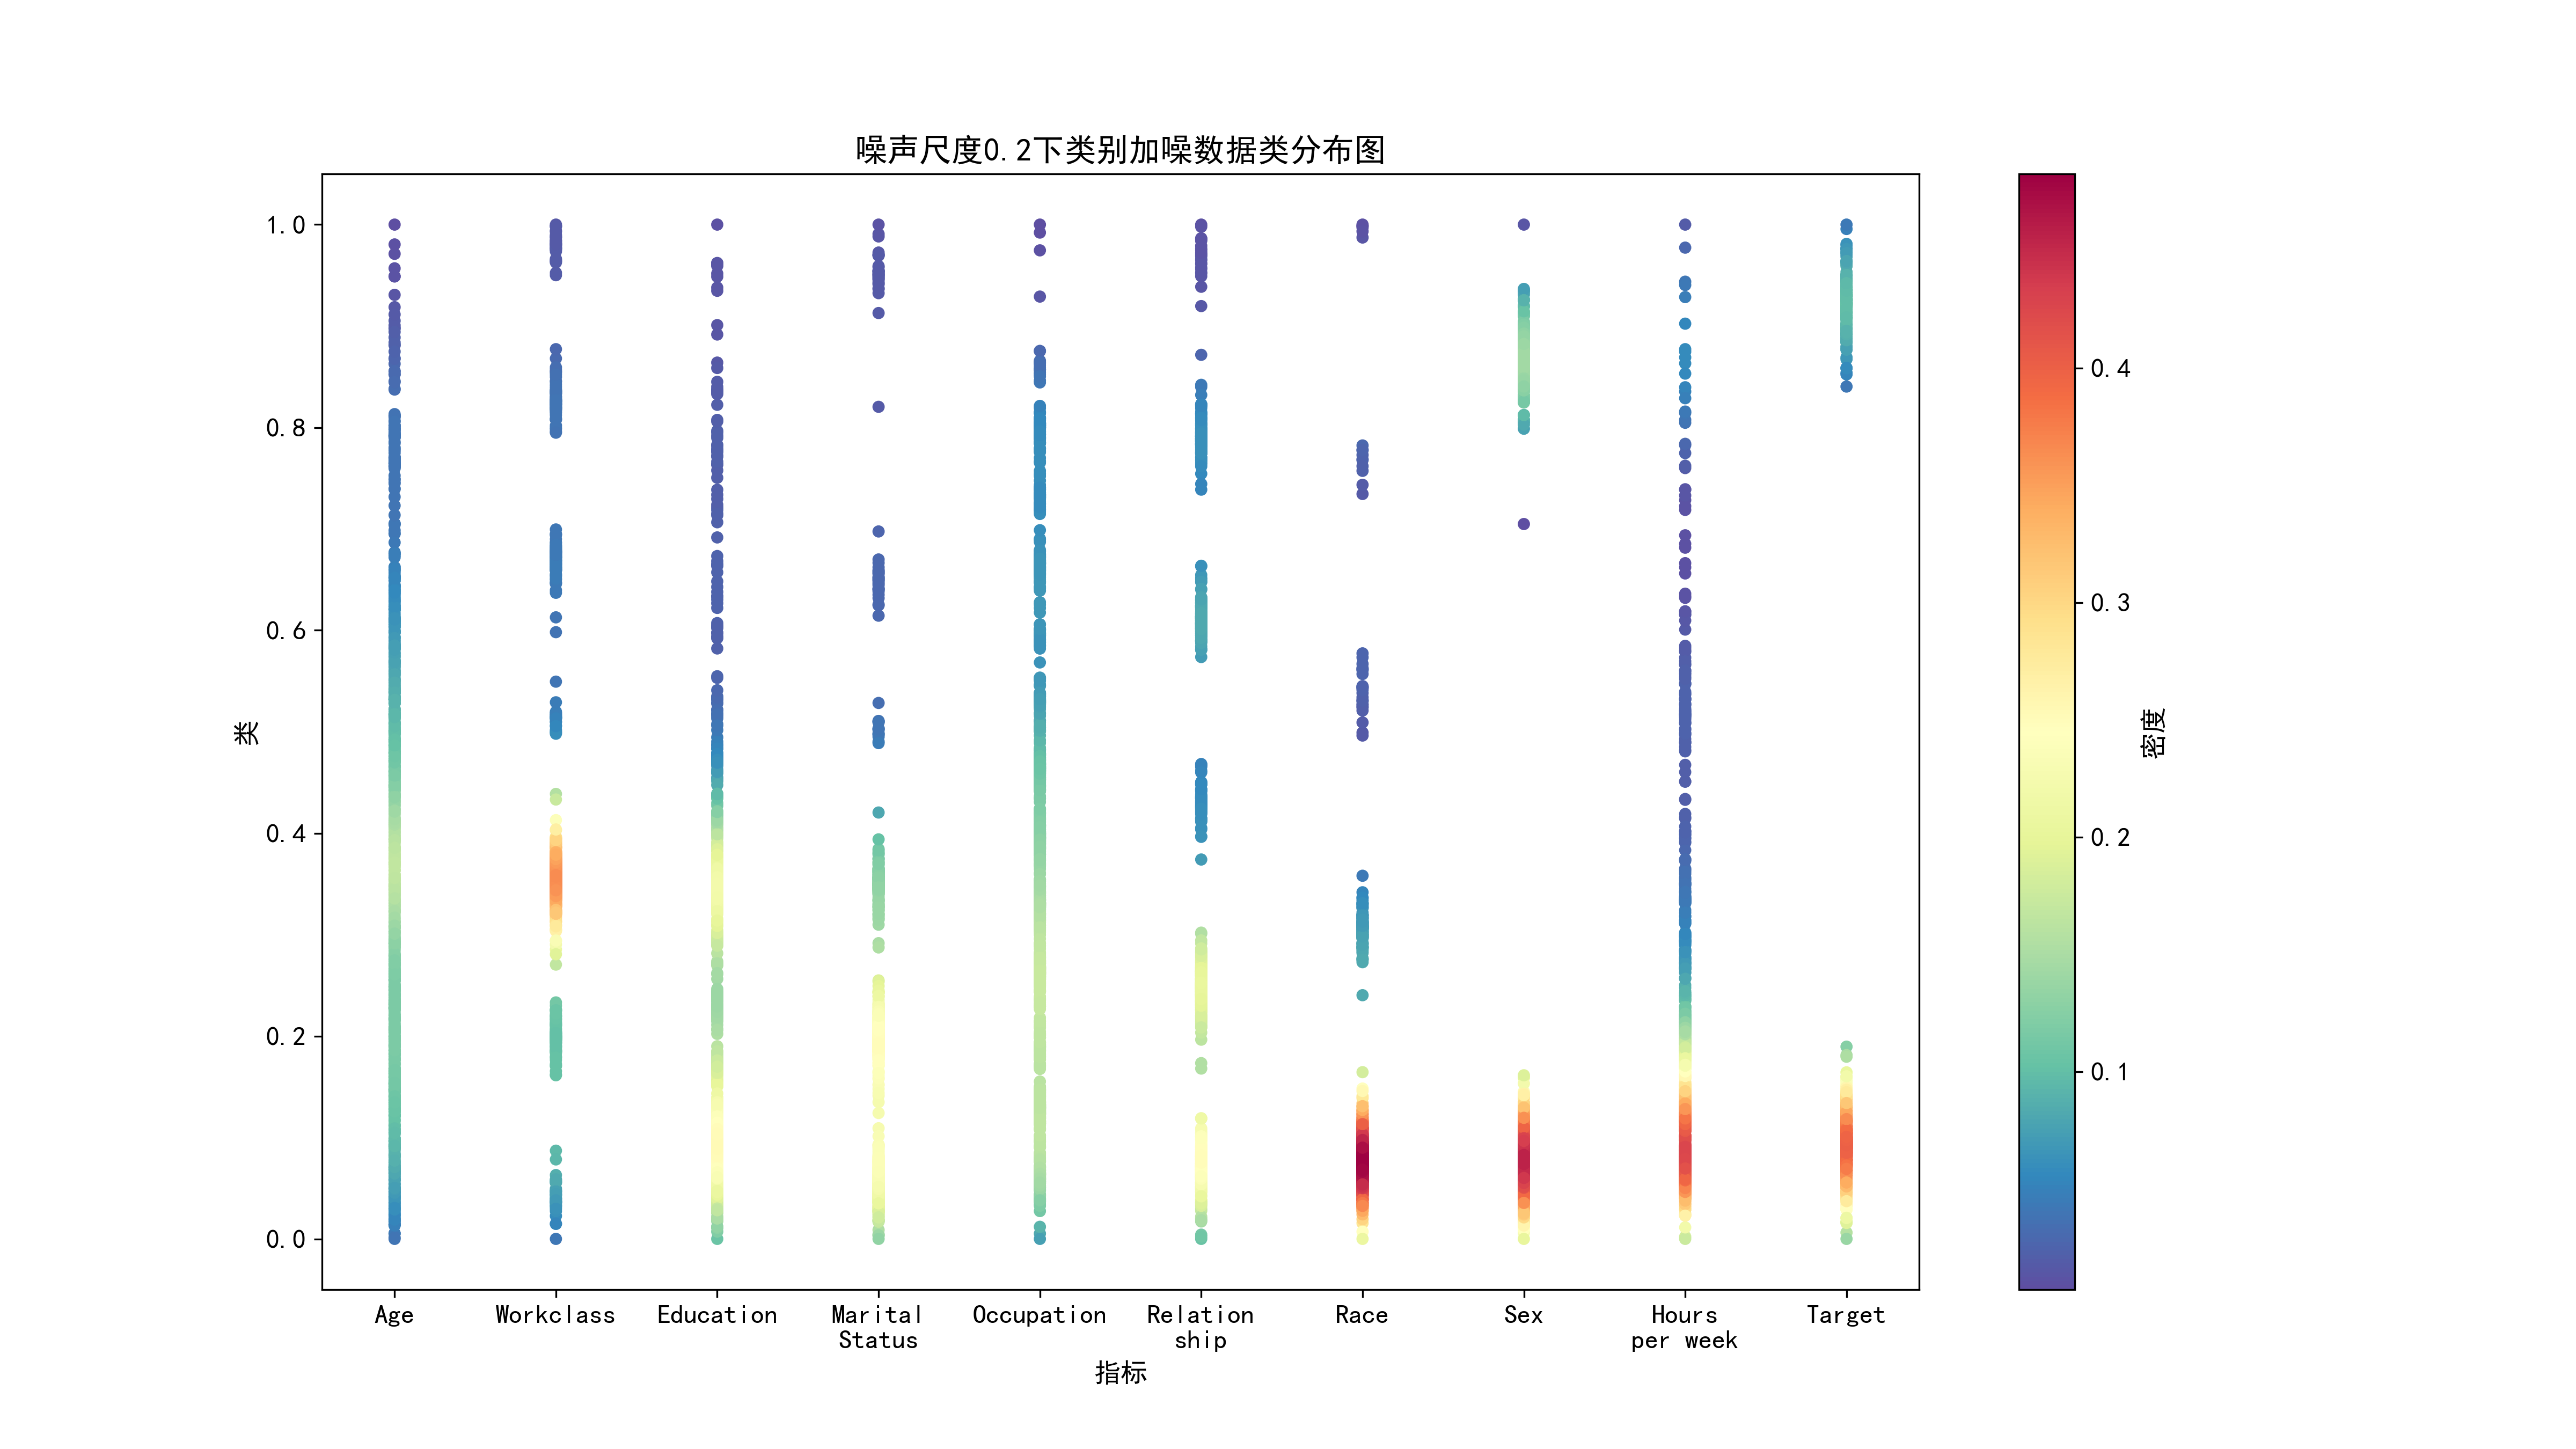 噪声尺度0.2下类别加噪数据类分布图
1.0
0.8
0.6
0.4
0.2
0.0
类
Age
Workclass
Education
Marital
Status
Occupation
Relation
ship
Race
Sex
Hours
per week
Target
指标
0.4
0.3
0.2
0.1
密度